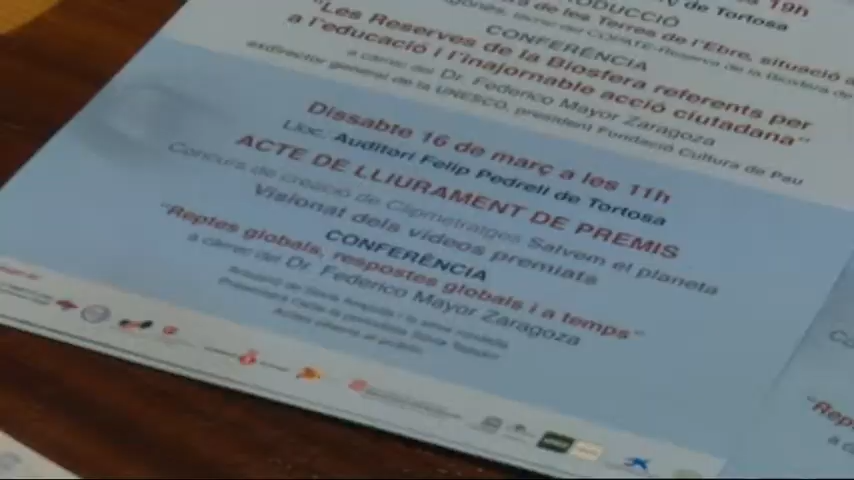 19h
de Tortosa
RODUCCIÓ
de les Terres de l'Ebre, situació a
CONFERÈNCIA
"Les Reserves de la Biosfera referents per
a l'educació i l'inajornable acció ciutadana"
a càrrec del Dr. Federico Mayor Zaragoza
exdirector general de la UNESCO, president Fundació Cultura de Pau
Dissabte 16 de març a les 11h
Lloc. Auditori Felip Pedrell de Tortosa
ACTE DE LLIURAMENT DE PREMIS
Concurs de creació de Clipmetratges Salvem el planeta
Visionat dels vídeos premiats
CONFERÈNCIA
"Reptes globals, respostes globals i a temps"
a càrrec del Dr. Federico Mayor Zaragoza
"Rep